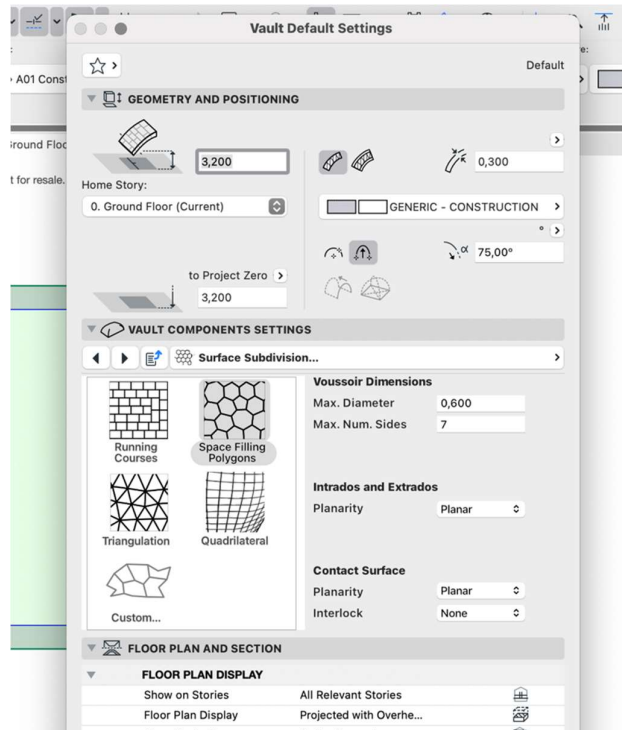 Vault Default Settings
e:
:
A01 Const
Default
GEOMETRY AND POSITIONING
Ground Floo
3,200
0,300
t for resale.
Home Story:
0. Ground Floor (Current)
GENERIC - CONSTRUCTION
°
α
75,00°
to Project Zero
3,200
VAULT COMPONENTS SETTINGS
Surface Subdivision...
Running
Courses
Space Filling
Polygons
Triangulation
Quadrilateral
Custom...
Voussoir Dimensions
Max. Diameter 0,600
Max. Num. Sides 7
Intrados and Extrados
Planarity Planar
Contact Surface
Planarity Planar
Interlock None
FLOOR PLAN AND SECTION
FLOOR PLAN DISPLAY
Show on Stories All Relevant Stories
Floor Plan Display Projected with Overhe...